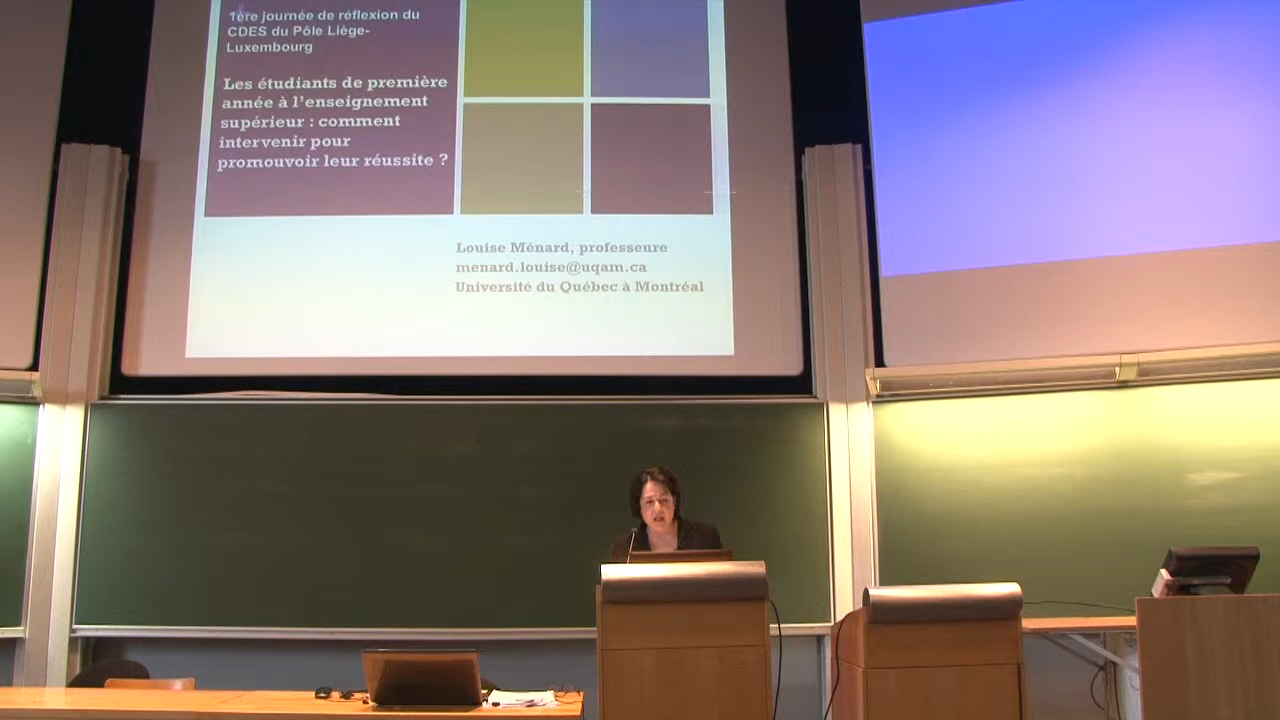 1ère journée de réflexion du
CDES du Pôle Liège-
Luxembourg
Les étudiants de première
année à l'enseignement
supérieur : comment
intervenir pour
promouvoir leur réussite ?
Louise Ménard, professeure
menard.louise@uqam.ca
Université du Québec à Montréal